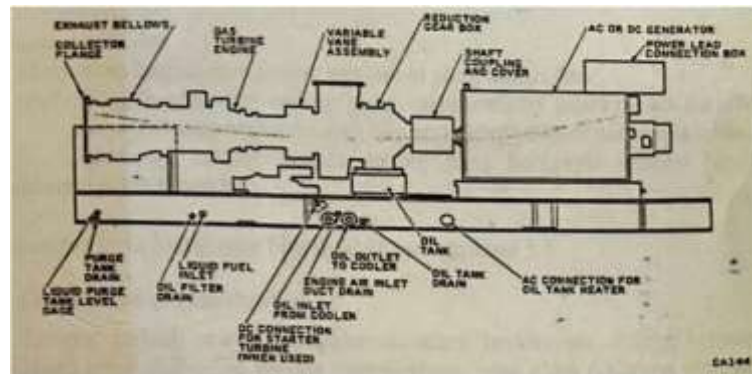 EXHAUST BELLOWS
COLLECTOR
FLANGE
GAS
TURBINE
ENGINE
VARIABLE
VANE
ASSEMBLY
REDUCTION
GEAR BOX
SHAFT
COUPLING
AND COVER
AC OR DC GENERATOR
POWER LEAD
CONNECTION BOX
PURGE
TANK
DRAIN
LIQUID PURGE
TANK LEVEL
GAGE
LIQUID FUEL
INLET
OIL FILTER
DRAIN
OIL OUTLET
TO COOLER
ENGINE AIR INLET
DUCT DRAIN
OIL INLET
FROM COOLER
DC CONNECTION
FOR STARTER
TURBINE
(WHEN USED)
OIL
TANK
OIL TANK
DRAIN
AC CONNECTION FOR
OIL TANK HEATER